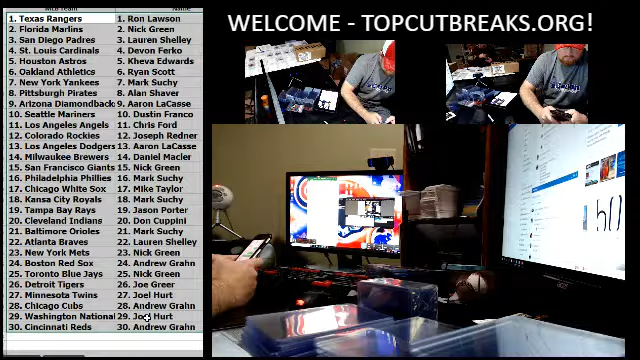 MLB Team Name
1. Texas Rangers 1. Ron Lawson
2. Florida Marlins 2. Nick Green
3. San Diego Padres 3. Lauren Shelley
4. St. Louis Cardinals 4. Devon Ferko
5. Houston Astros 5. Kheva Edwards
6. Oakland Athletics 6. Ryan Scott
7. New York Yankees 7. Mark Suchy
8. Pittsburgh Pirates 8. Alan Shaver
9. Arizona Diamondback 9. Aaron LaCasse
10. Seattle Mariners 10. Dustin Franco
11. Los Angeles Angels 11. Chris Ford
12. Colorado Rockies 12. Joseph Redner
13. Los Angeles Dodgers 13. Aaron LaCasse
14. Milwaukee Brewers 14. Daniel Macler
15. San Francisco Giants 15. Nick Green
16. Philadelphia Phillies 16. Mark Suchy
17. Chicago White Sox 17. Mike Taylor
18. Kansas City Royals 18. Mark Suchy
19. Tampa Bay Rays 19. Jason Porter
20. Cleveland Indians 20. Don Cuppini
21. Baltimore Orioles 21. Mark Suchy
22. Atlanta Braves 22. Lauren Shelley
23. New York Mets 23. Nick Green
24. Boston Red Sox 24. Andrew Grahn
25. Toronto Blue Jays 25. Nick Green
26. Detroit Tigers 26. Joe Greer
27. Minnesota Twins 27. Joel Hurt
28. Chicago Cubs 28. Andrew Grahn
29. Washington National 29. Joel Hurt
30. Cincinnati Reds 30. Andrew Grahn
WELCOME - TOPCUTBREAKS.ORG!